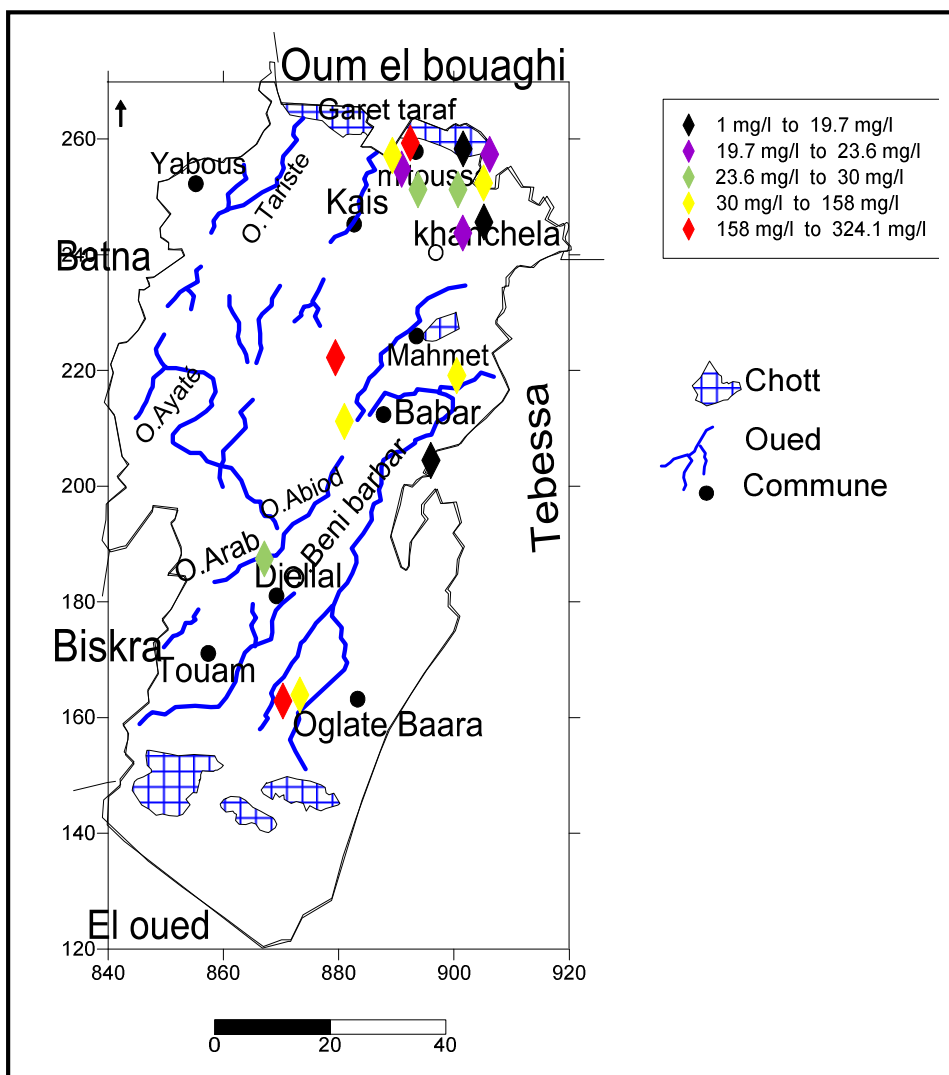 Oum el bouaghi
Garet taraf
260
Yabous
O.Tariste
mtoussa
Kais
khanchela
Batna
240
220
Mahmet
O.Ayate
Babar
Tebessa
200
O.Abiod
O.Beni barbar
O.Arab
Djellal
180
Biskra
Touam
160
Oglate Baara
140
El oued
120
840
860
880
900
920
0
20
40
1 mg/l to 19.7 mg/l
19.7 mg/l to 23.6 mg/l
23.6 mg/l to 30 mg/l
30 mg/l to 158 mg/l
158 mg/l to 324.1 mg/l
Chott
Oued
Commune